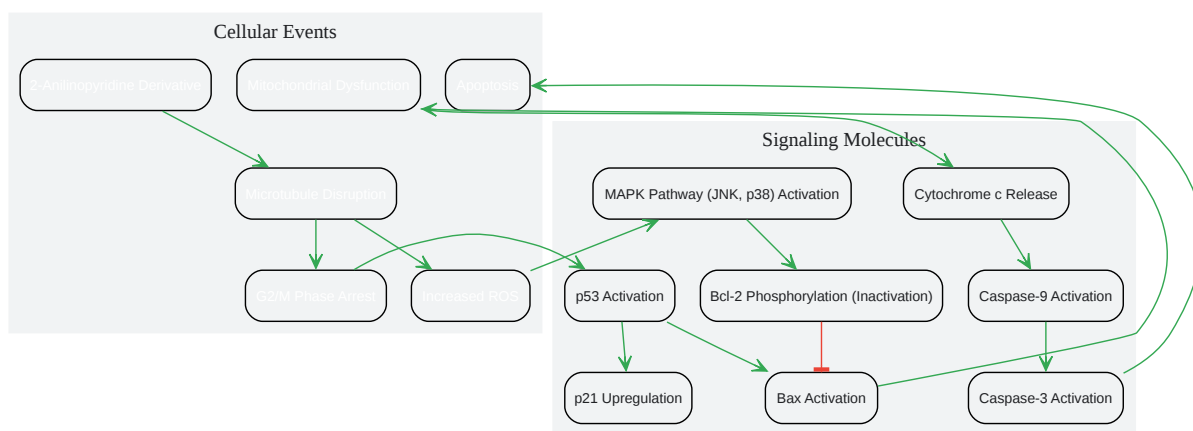 Cellular Events
2-Anilinopyridine Derivative
Mitochondrial Dysfunction
Apoptosis
Signaling Molecules
Microtubule Disruption
MAPK Pathway (JNK, p38) Activation
Cytochrome c Release
G2/M Phase Arrest
Increased ROS
p53 Activation
Bcl-2 Phosphorylation (Inactivation)
Caspase-9 Activation
p21 Upregulation
Bax Activation
Caspase-3 Activation